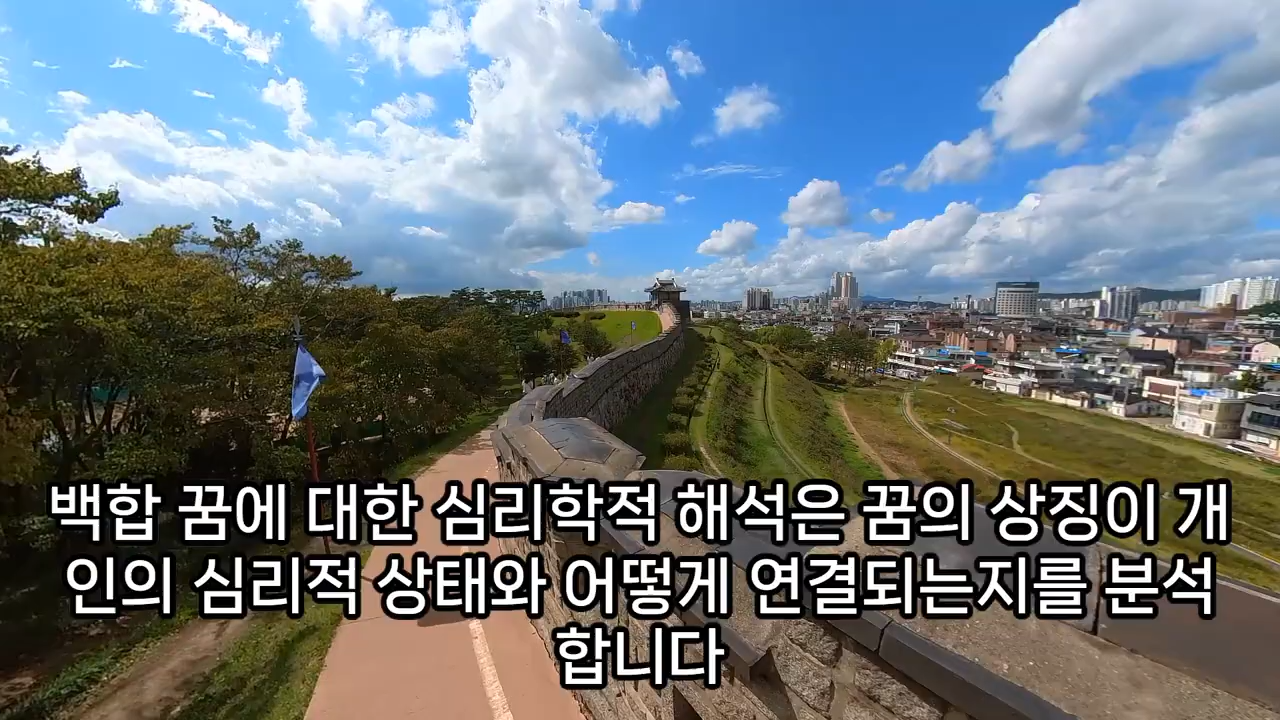 백합 꿈에 대한 심리학적 해석은 꿈의 상징이 개
인의 심리적 상태와 어떻게 연결되는지를 분석
합니다